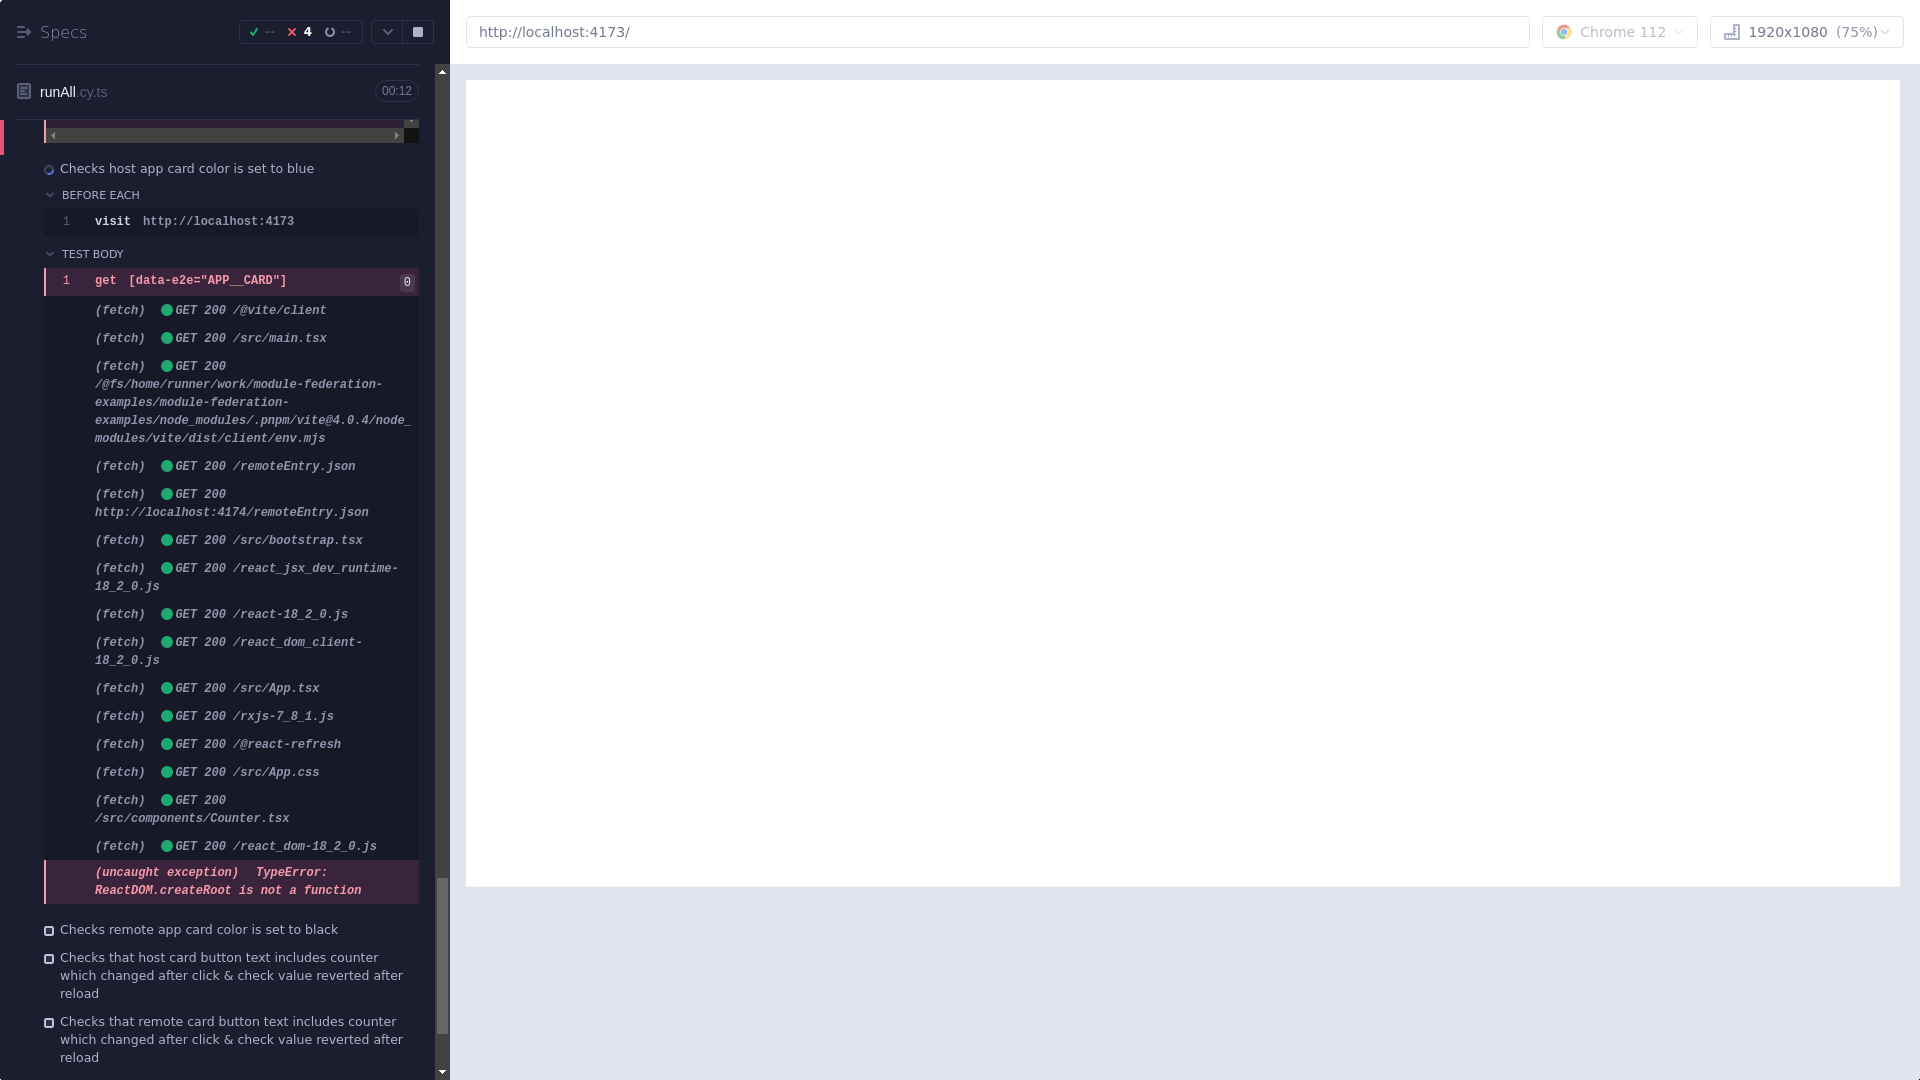 Specs
-- 4 --
http://localhost:4173/
Chrome 112
1920x1080 (75%)
runAll.cy.ts
00:12
Checks host app card color is set to blue
BEFORE EACH
1 visit http://localhost:4173
TEST BODY
1 get [data-e2e="APP__CARD"] 0
(fetch) GET 200 /@vite/client
(fetch) GET 200 /src/main.tsx
(fetch) GET 200
/@fs/home/runner/work/module-federation-
examples/module-federation-
examples/node_modules/.pnpm/vite@4.0.4/node_
modules/vite/dist/client/env.mjs
(fetch) GET 200 /remoteEntry.json
(fetch) GET 200
http://localhost:4174/remoteEntry.json
(fetch) GET 200 /src/bootstrap.tsx
(fetch) GET 200 /react_jsx_dev_runtime-
18_2_0.js
(fetch) GET 200 /react-18_2_0.js
(fetch) GET 200 /react_dom_client-
18_2_0.js
(fetch) GET 200 /src/App.tsx
(fetch) GET 200 /rxjs-7_8_1.js
(fetch) GET 200 /@react-refresh
(fetch) GET 200 /src/App.css
(fetch) GET 200
/src/components/Counter.tsx
(fetch) GET 200 /react_dom-18_2_0.js
(uncaught exception) TypeError:
ReactDOM.createRoot is not a function
Checks remote app card color is set to black
Checks that host card button text includes counter
which changed after click & check value reverted after
reload
Checks that remote card button text includes counter
which changed after click & check value reverted after
reload